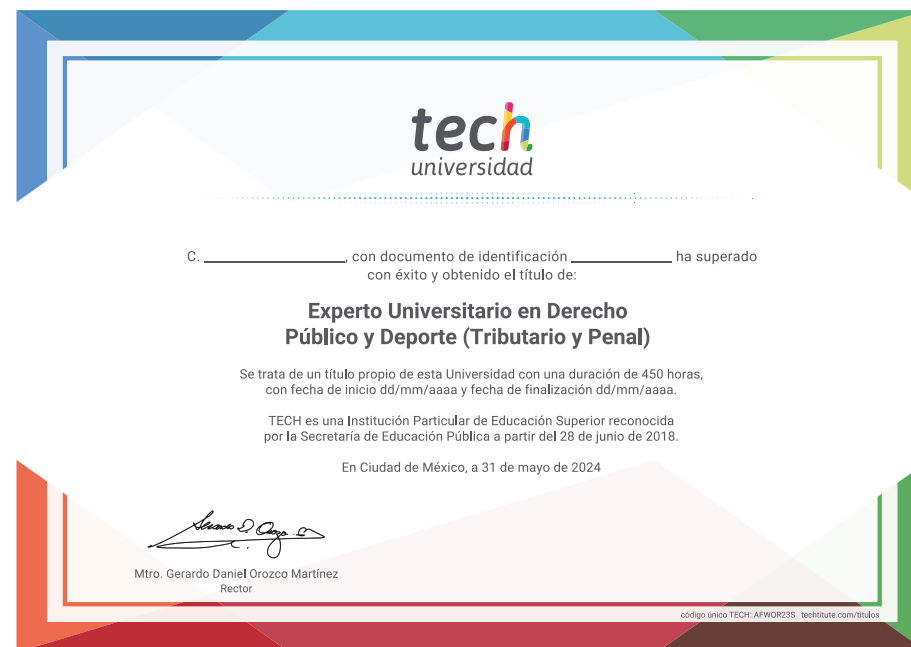 tech
universidad
C. ____________, con documento de identificación ____________ ha superado
con éxito y obtenido el título de:
Experto Universitario en Derecho
Público y Deporte (Tributario y Penal)
Se trata de un título propio de esta Universidad con una duración de 450 horas,
con fecha de inicio dd/mm/aaaa y fecha de finalización dd/mm/aaaa.
TECH es una Institución Particular de Educación Superior reconocida
por la Secretaría de Educación Pública a partir del 28 de junio de 2018.
En Ciudad de México, a 31 de mayo de 2024
Mtro. Gerardo Daniel Orozco Martínez
Rector
código único TECH: AFWOR23S techtitute.com/titulos